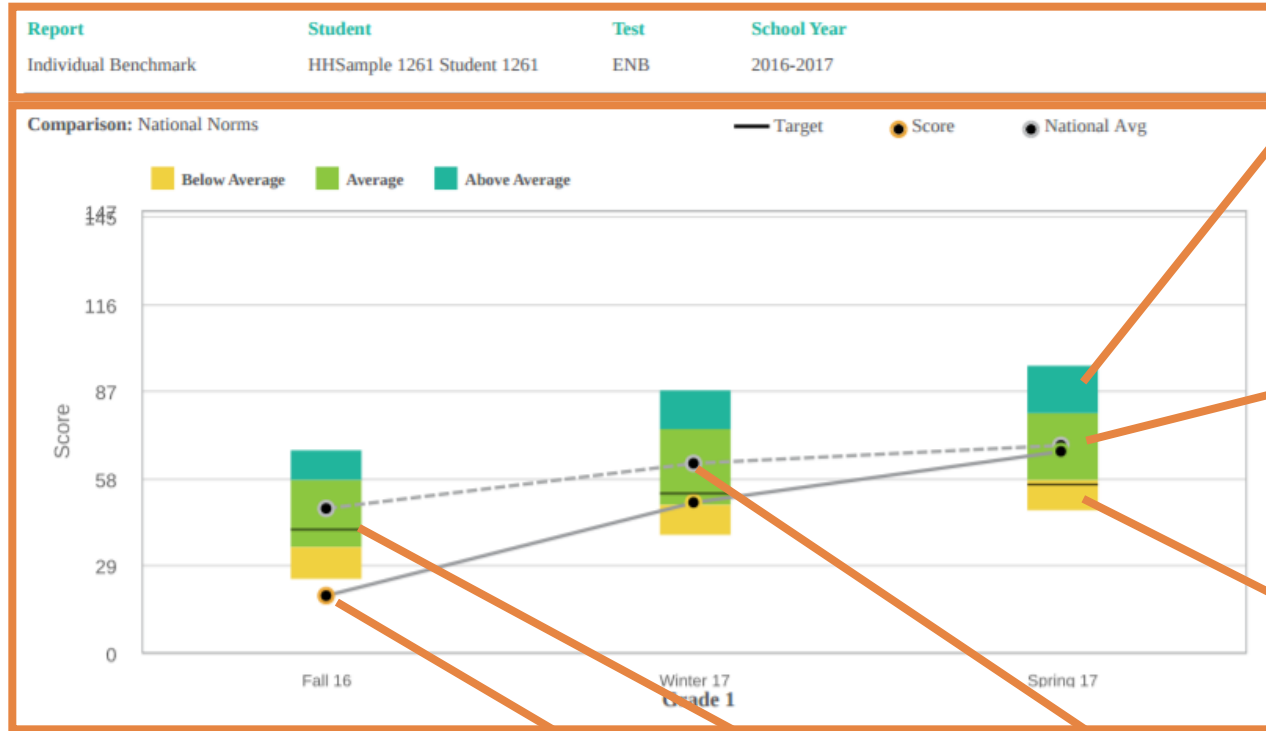 Report Student Test School Year
Individual Benchmark HHSample 1261 Student 1261 ENB 2016-2017
Comparison: National Norms Target Score National Avg
Below Average Average Above Average
147
145
116
87
58
29
0
Score
Fall 16 Winter 17 Spring 17
Grade 1